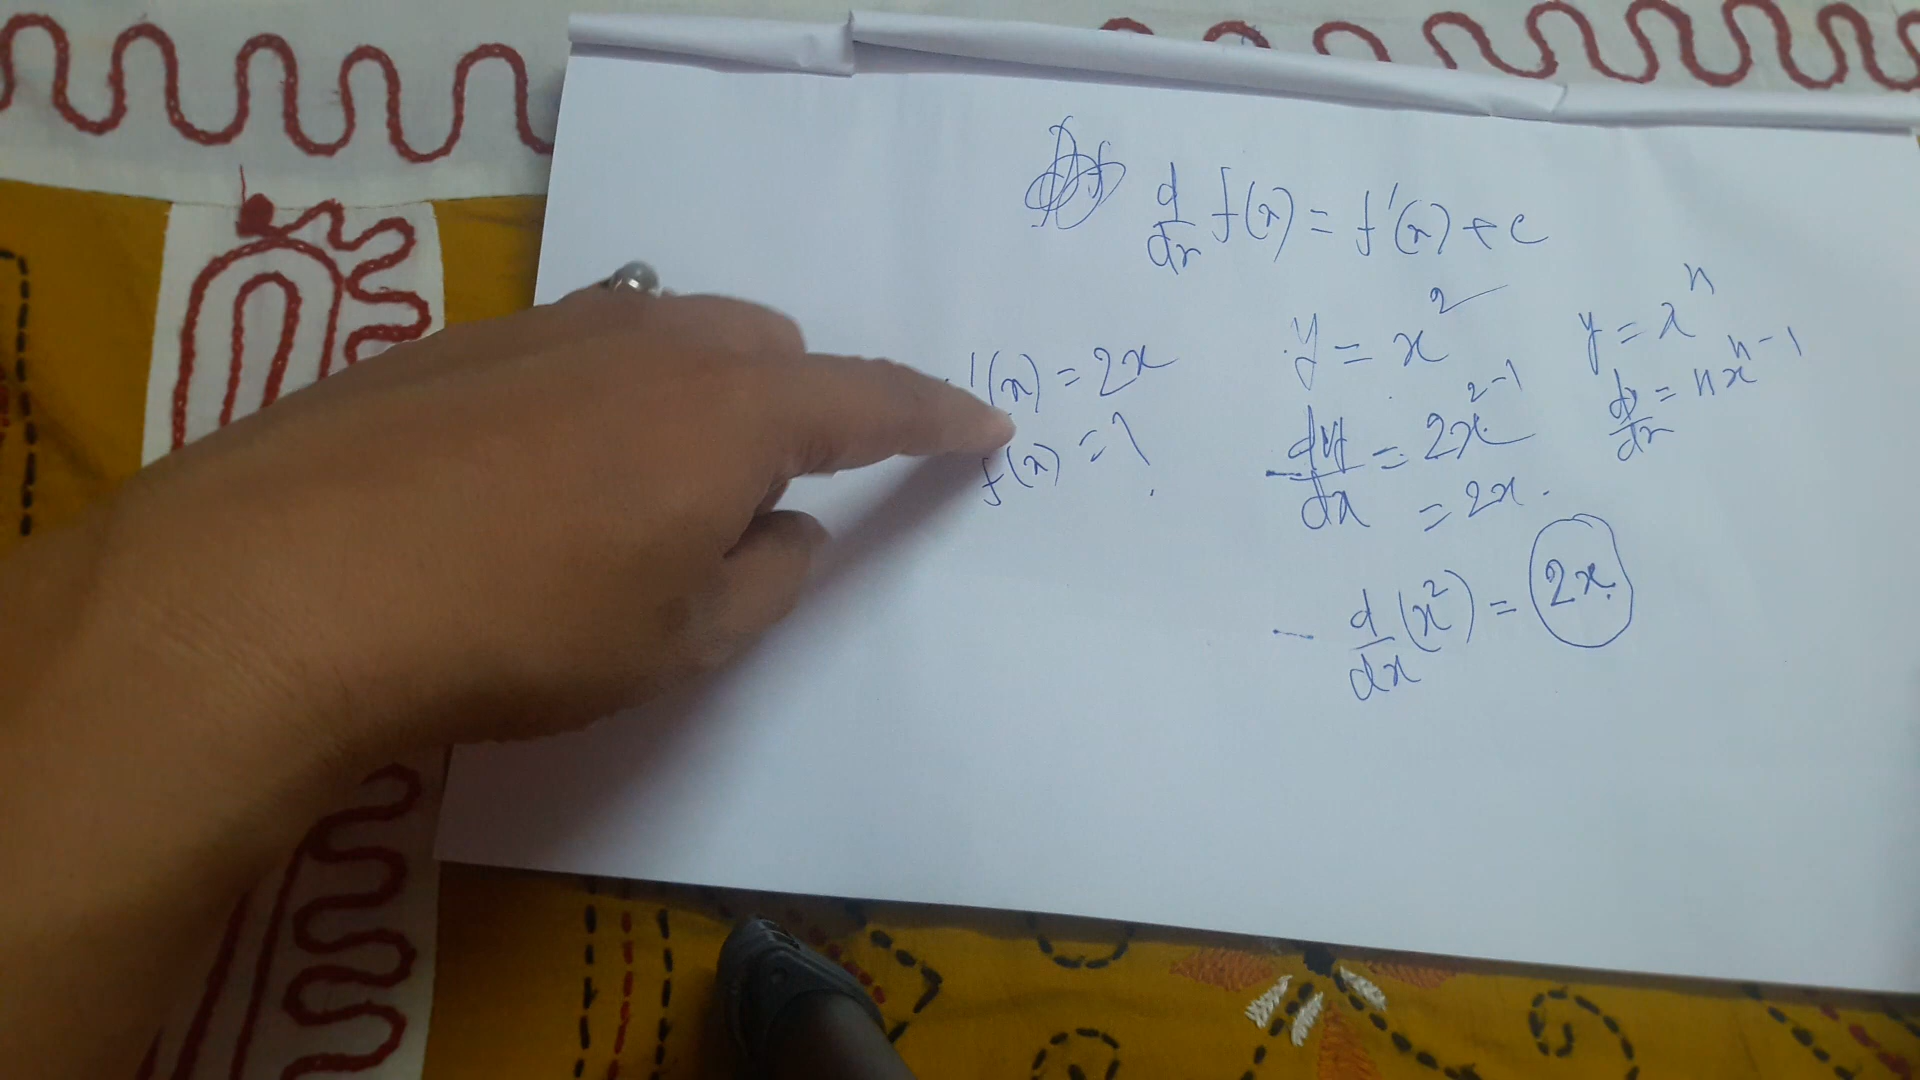 d/dx f(x) = f'(x) + c
y = x²
y = xⁿ
dy/dx = 2x²⁻¹
= 2x.
dy/dx = nxⁿ⁻¹
'(x) = 2x
f(x) = ?
d/dx (x²) = 2x.